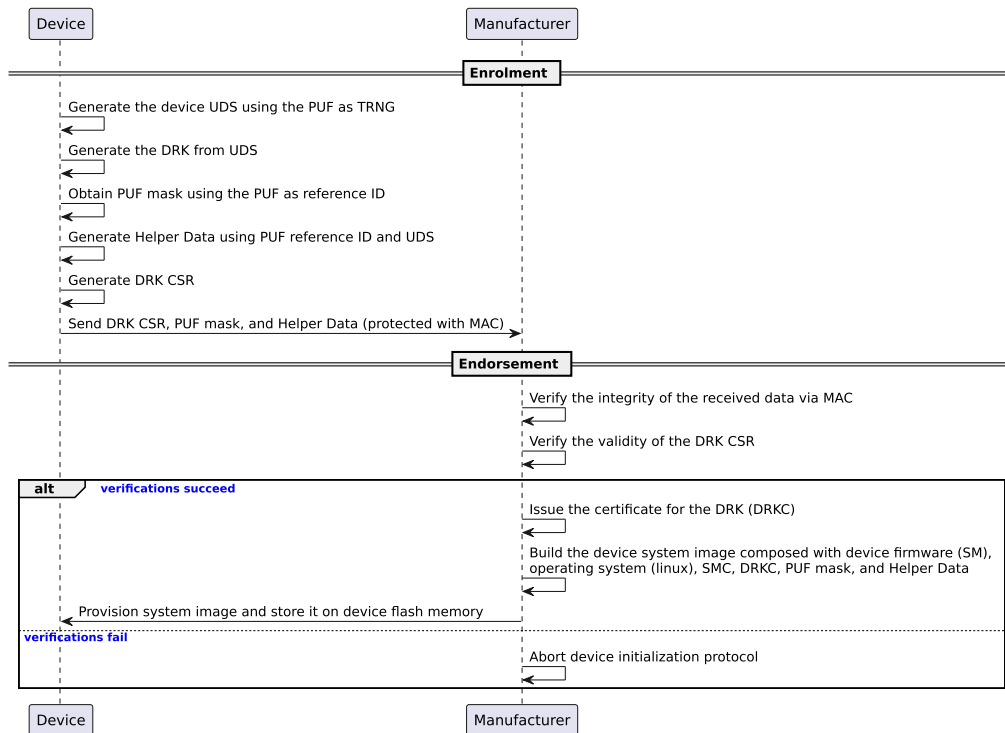 Device
Manufacturer
Enrolment
Generate the device UDS using the PUF as TRNG
Generate the DRK from UDS
Obtain PUF mask using the PUF as reference ID
Generate Helper Data using PUF reference ID and UDS
Generate DRK CSR
Send DRK CSR, PUF mask, and Helper Data (protected with MAC)
Endorsement
Verify the integrity of the received data via MAC
Verify the validity of the DRK CSR
alt
verifications succeed
Issue the certificate for the DRK (DRKC)
Build the device system image composed with device firmware (SM),
operating system (linux), SMC, DRKC, PUF mask, and Helper Data
Provision system image and store it on device flash memory
verifications fail
Abort device initialization protocol
Device
Manufacturer